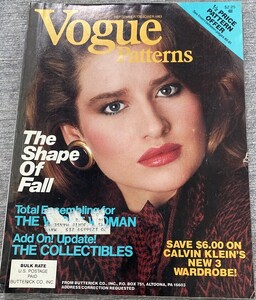 SEPTEMBER/OCTOBER
Vogue
Patterns
½ PRICE
PATTERN
OFFER
The
Shape
Of
Fall
Total Ensembling for
THE WOMAN
Add On! Update!
THE COLLECTIBLES
SAVE $6.00 ON
CALVIN KLEIN'S
NEW 3
WARDROBE!
BULK RATE
U.S. POSTAGE
PAID
BUTTERICK CO.
FROM BUTTERICK CO., INC., P.O. BOX 751, ALTOONA, PA 16603
ADDRESS CORRECTION REQUESTED